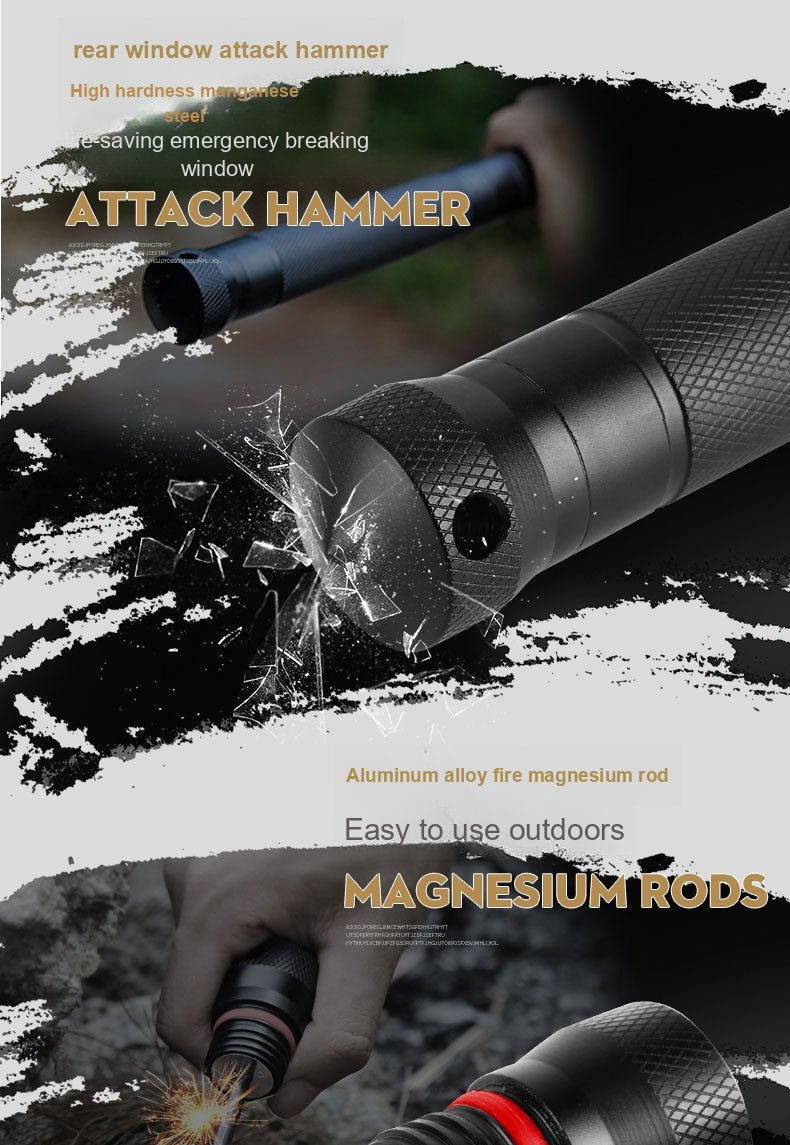 rear window attack hammer
High hardness manganese
steel
-saving emergency breaking
window
ATTACK HAMMER
Aluminum alloy fire magnesium rod
Easy to use outdoors
MAGNESIUM RODS